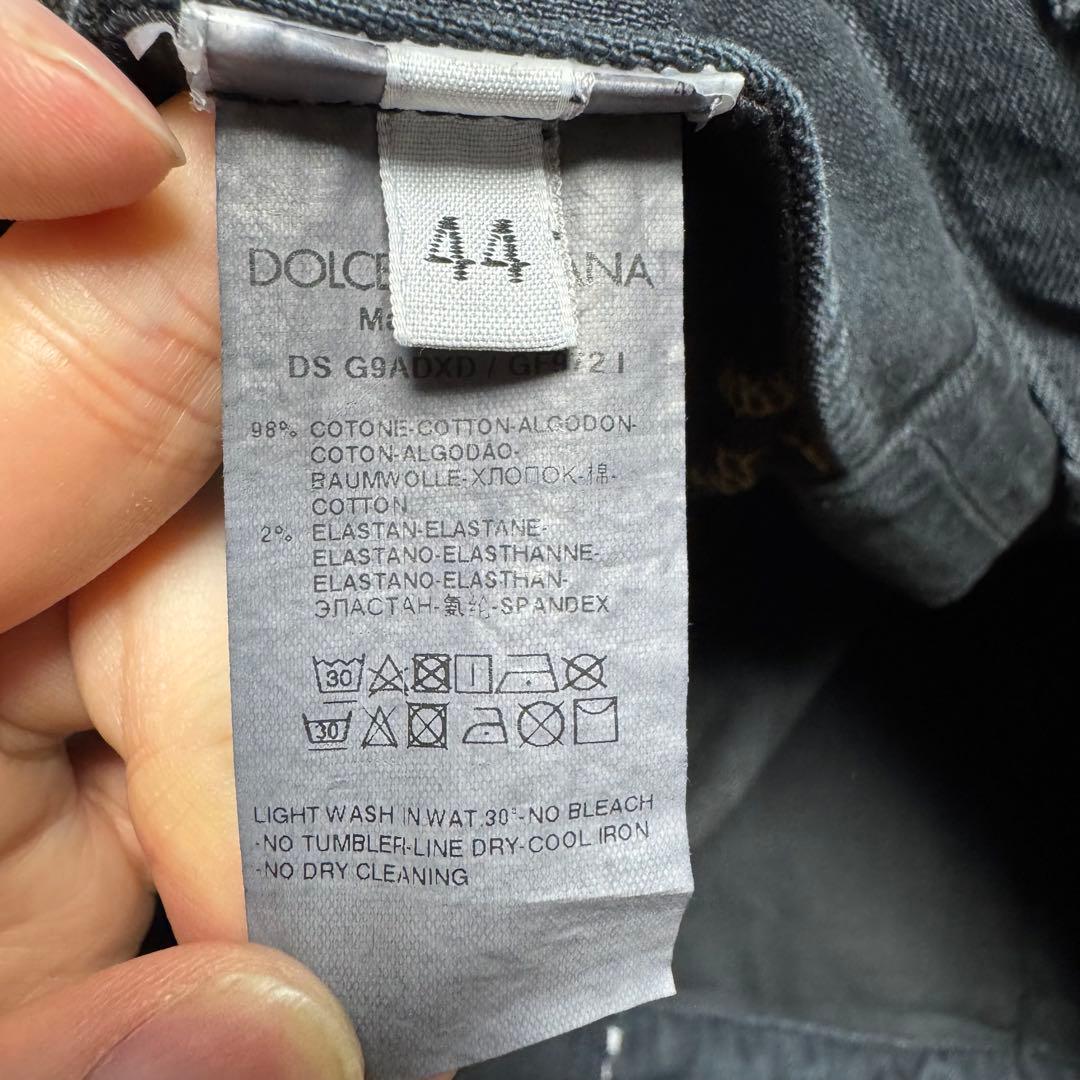 44
DOLCE
DS G9ADXD / GF972 I
98% COTONE-COTTON-ALGODON-
COTON-ALGODÃO-
BAUMWOLLE-ХЛОПОК-棉-
COTTON
2% ELASTAN-ELASTANE-
ELASTANO-ELASTHANNE-
ELASTANO-ELASTHAN-
ЭЛАСТАН-氨纶-SPANDEX
30
30
LIGHT WASH IN WAT.30°-NO BLEACH
-NO TUMBLER-LINE DRY-COOL IRON
-NO DRY CLEANING